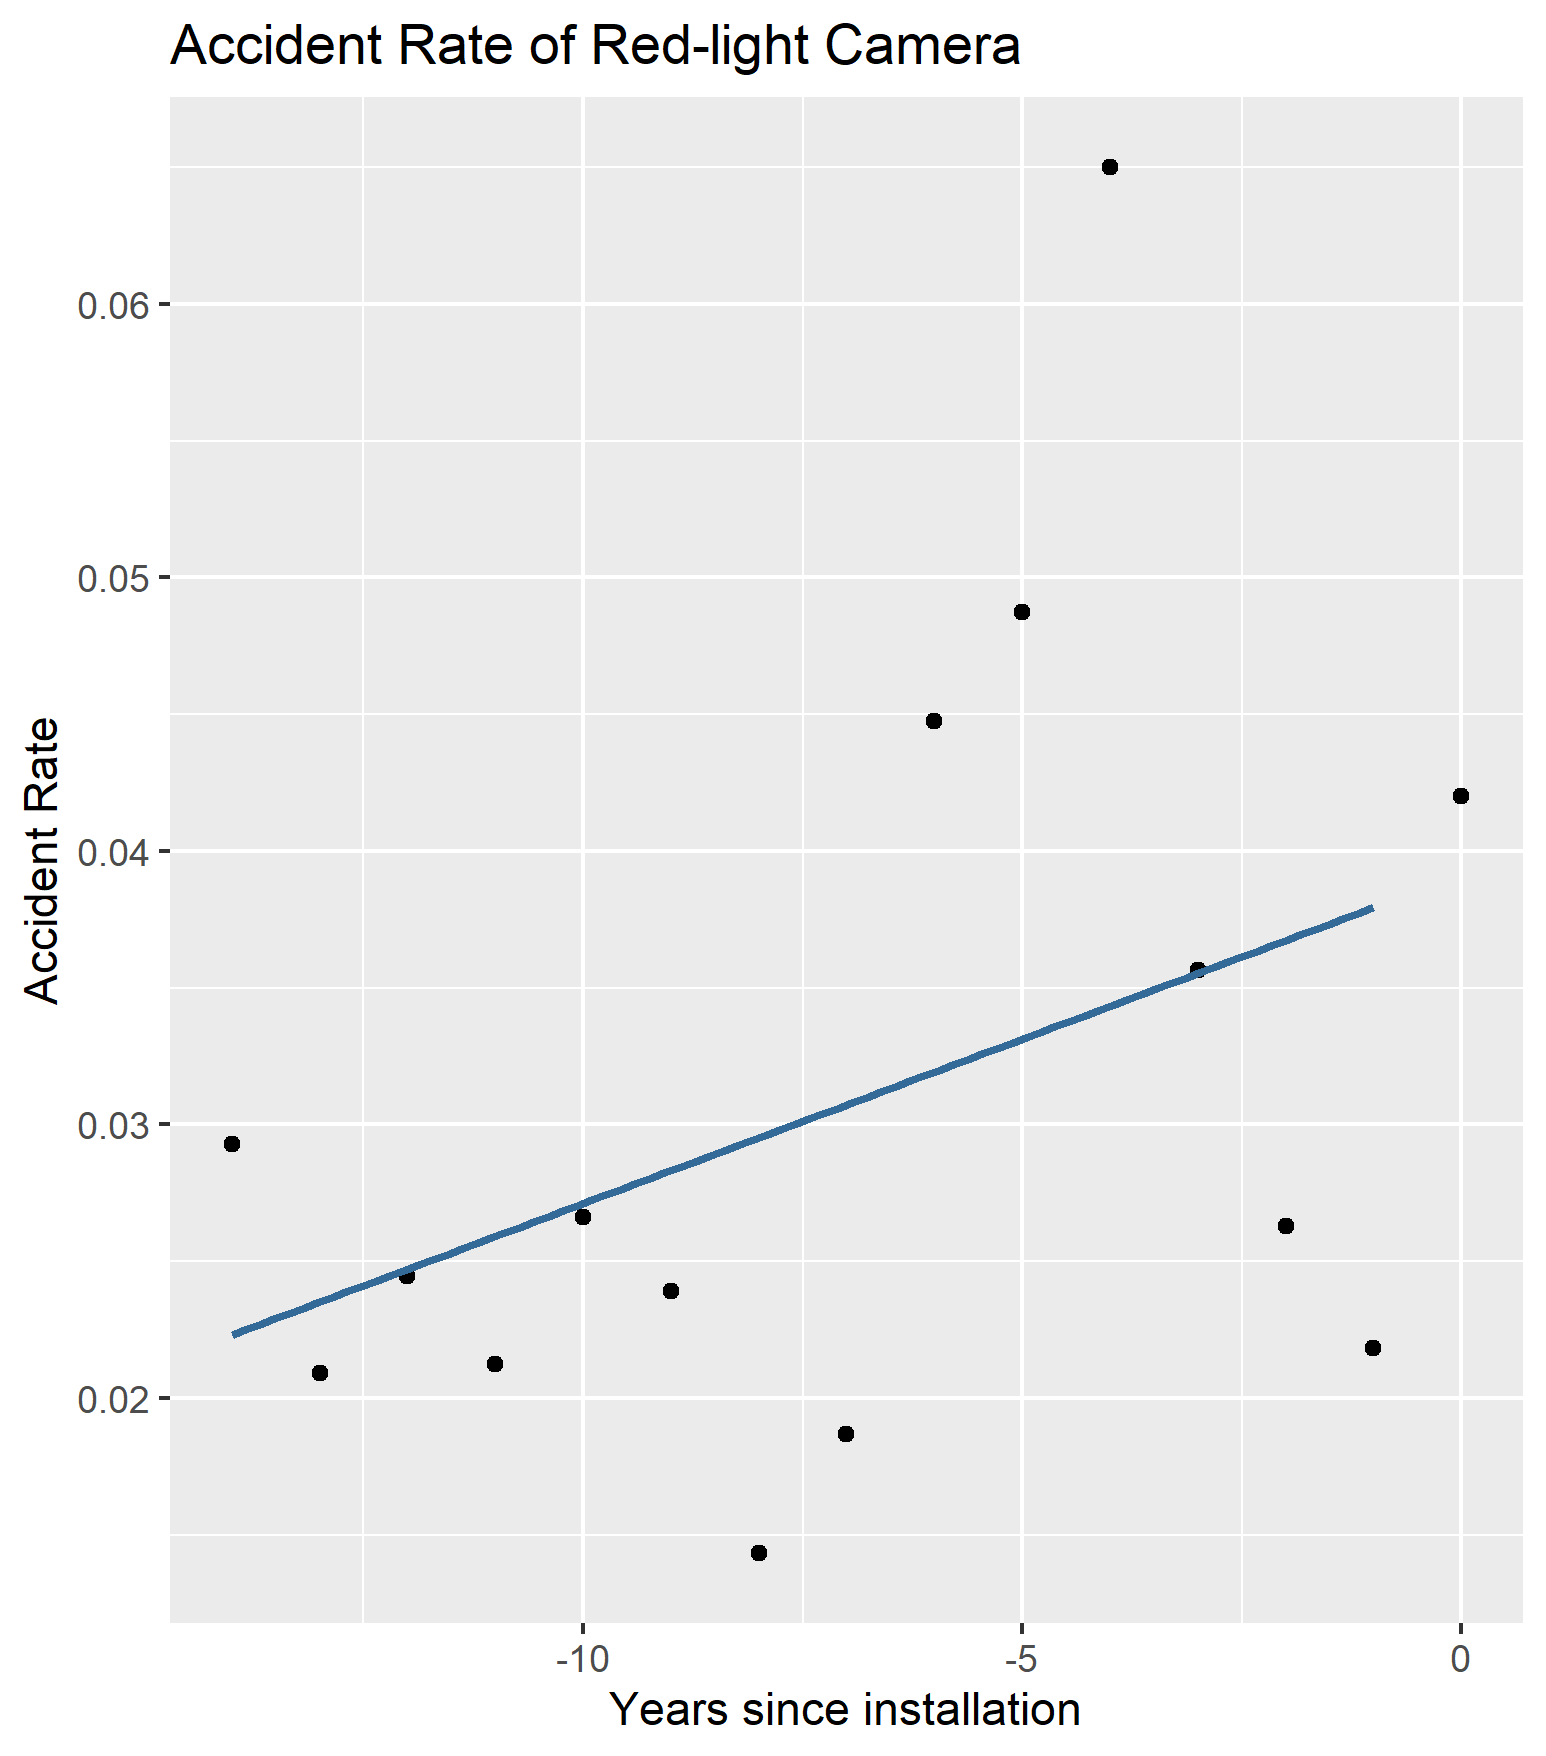 Accident Rate of Red-light Camera
0.06
0.05
0.04
0.03
0.02
Accident Rate
-10
-5
0
Years since installation